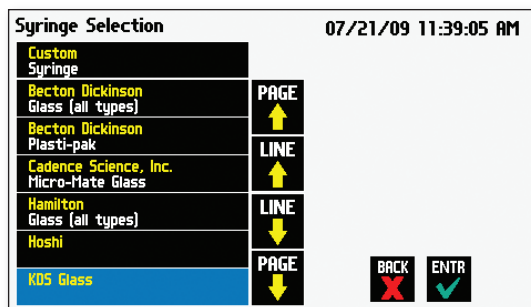 Syringe Selection 07/21/09 11:39:05 AM
Custom
Syringe
Becton Dickinson
Glass (all types)
Becton Dickinson
Plasti-pak
Cadence Science, Inc.
Micro-Mate Glass
Hamilton
Glass (all types)
Hoshi
KDS Glass
PAGE
LINE
LINE
PAGE
BACK ENTR